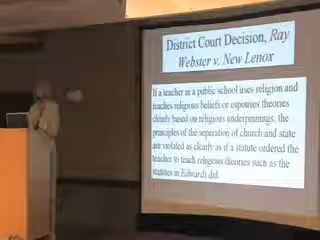 District Court Decision, Ray
Webster v. New Lenox
If a teacher in a public school uses religion and
teaches religious beliefs or espouses theories
clearly based on religious underpinnings, the
principles of the separation of church and state
are violated as clearly as if a statute ordered the
teacher to teach religious theories such as the
statutes in Edwards did.